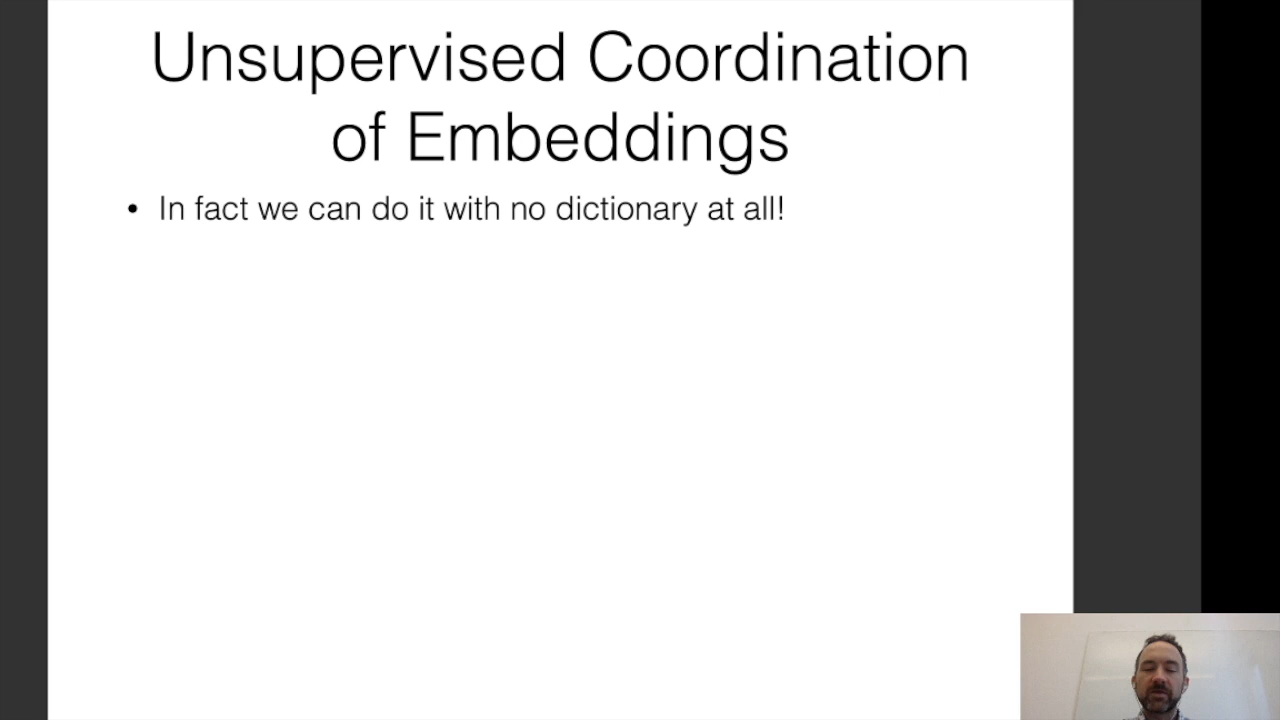 Unsupervised Coordination
of Embeddings
• In fact we can do it with no dictionary at all!